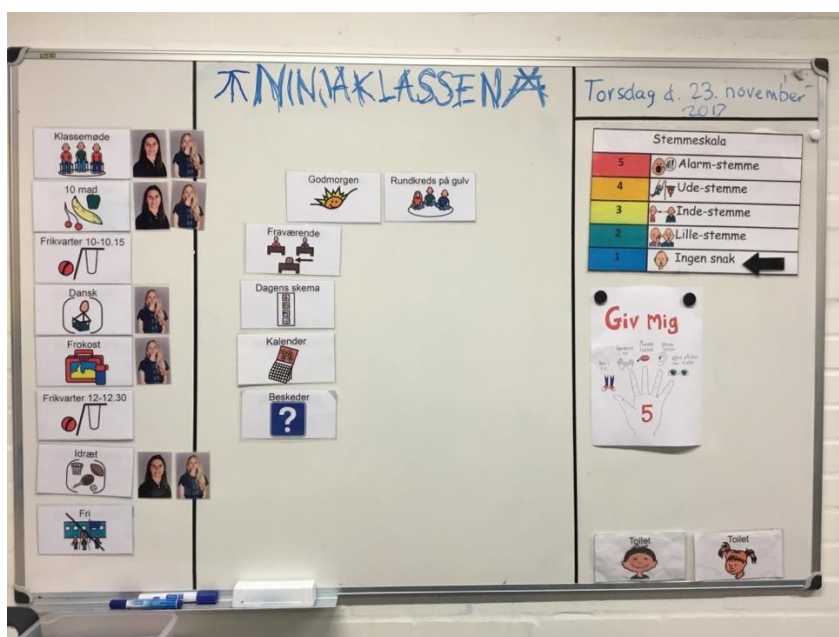 NINJAKLASSEN
Torsdag d. 23. november
2017
Klassemøde
10 mad
Frikvarter 10-10.15
Dansk
Frokost
Frikvarter 12-12.30
Idræt
Fri
Godmorgen
Rundkreds på gulv
Fraværende
Dagens skema
Kalender
Beskeder
?
Stemmeskala
5 Alarm-stemme
4 Ude-stemme
3 Inde-stemme
2 Lille-stemme
1 Ingen snak
Giv mig
5
Toilet
Toilet